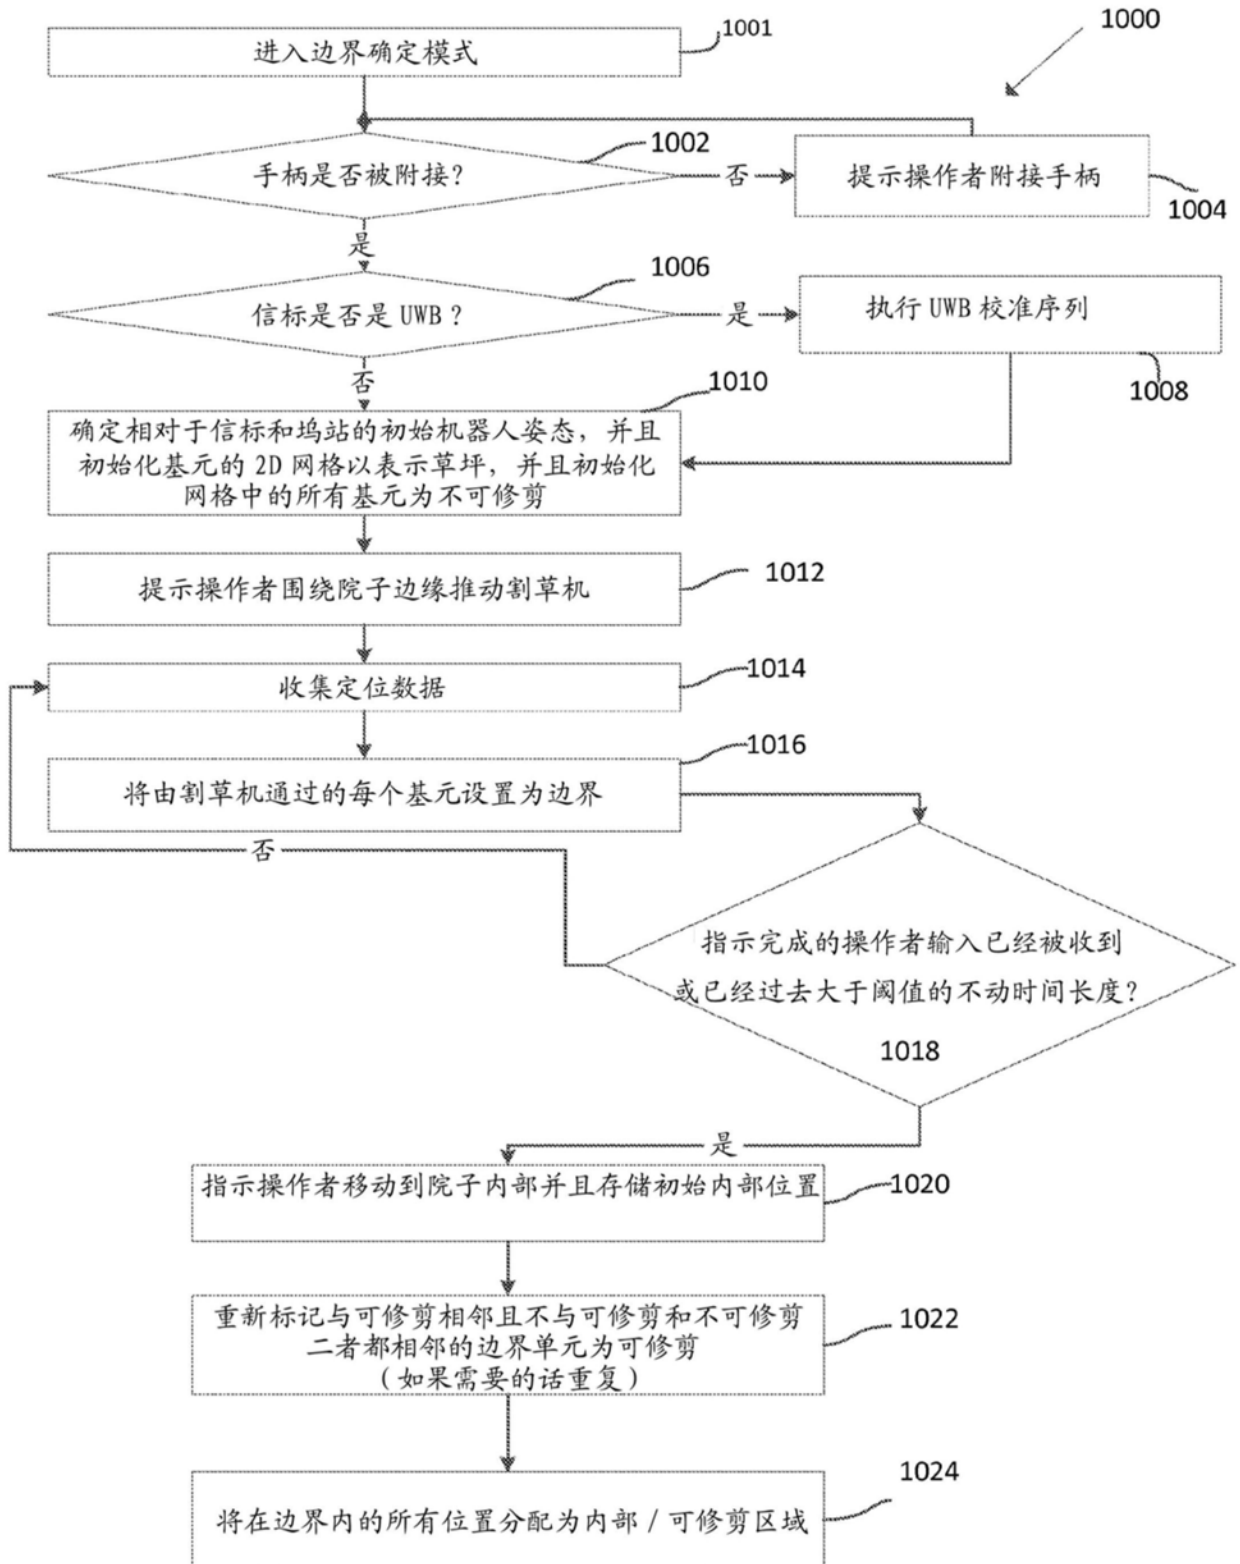 1000
进入边界确定模式
1001
手柄是否被附接？
1002
否
提示操作者附接手柄
1004
是
信标是否是 UWB ？
1006
是
执行 UWB 校准序列
1008
否
1010
确定相对于信标和坞站的初始机器人姿态，并且
初始化基元的 2D 网格以表示草坪，并且初始化
网格中的所有基元为不可修剪
提示操作者围绕院子边缘推动割草机
1012
收集定位数据
1014
将由割草机通过的每个基元设置为边界
1016
否
指示完成的操作者输入已经被收到
或已经过去大于阈值的不动时间长度？
1018
是
指示操作者移动到院子内部并且存储初始内部位置
1020
重新标记与可修剪相邻且不与可修剪和不可修剪
二者都相邻的边界单元为可修剪
（如果需要的话重复）
1022
将在边界内的所有位置分配为内部 / 可修剪区域
1024